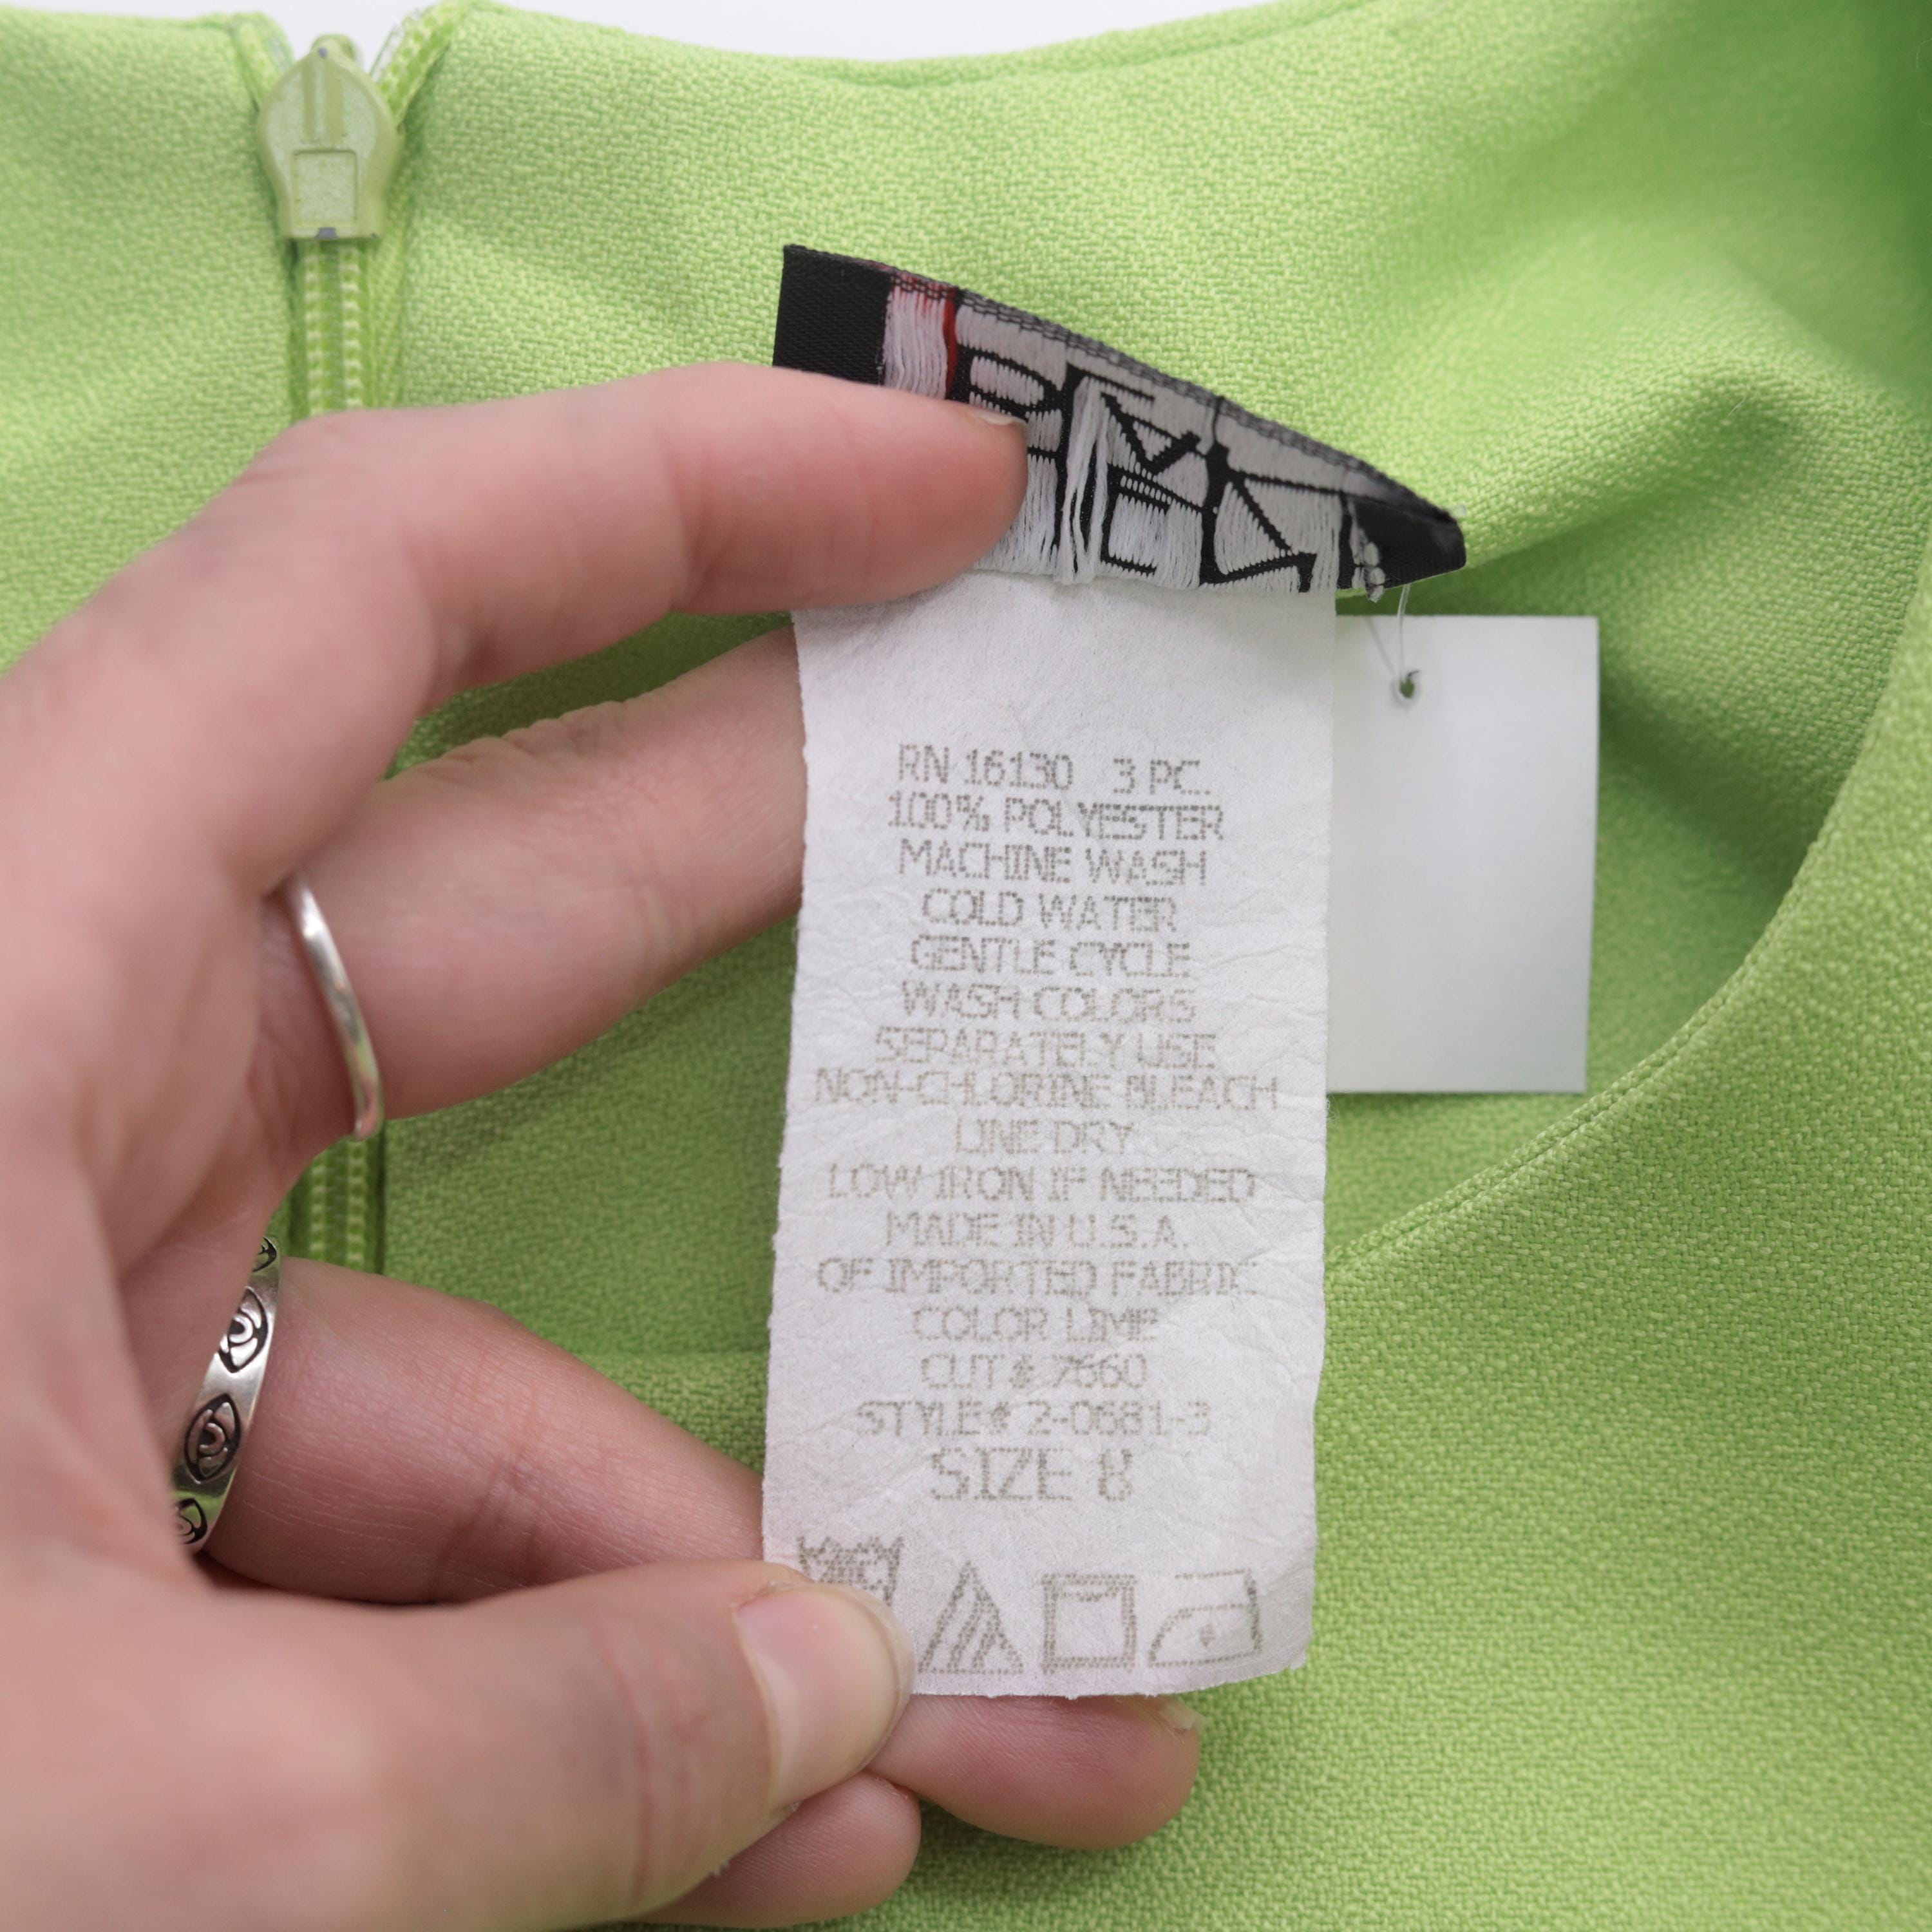 RN 16130 3 PC.
100% POLYESTER
MACHINE WASH
COLD WATER
GENTLE CYCLE
WASH COLORS
SEPARATELY USE
NON-CHLORINE BLEACH
LINE DRY
LOW IRON IF NEEDED
MADE IN U.S.A.
OF IMPORTED FABRIC
COLOR LIME
CUT# 7660
STYLE# 2-0681-3
SIZE 8